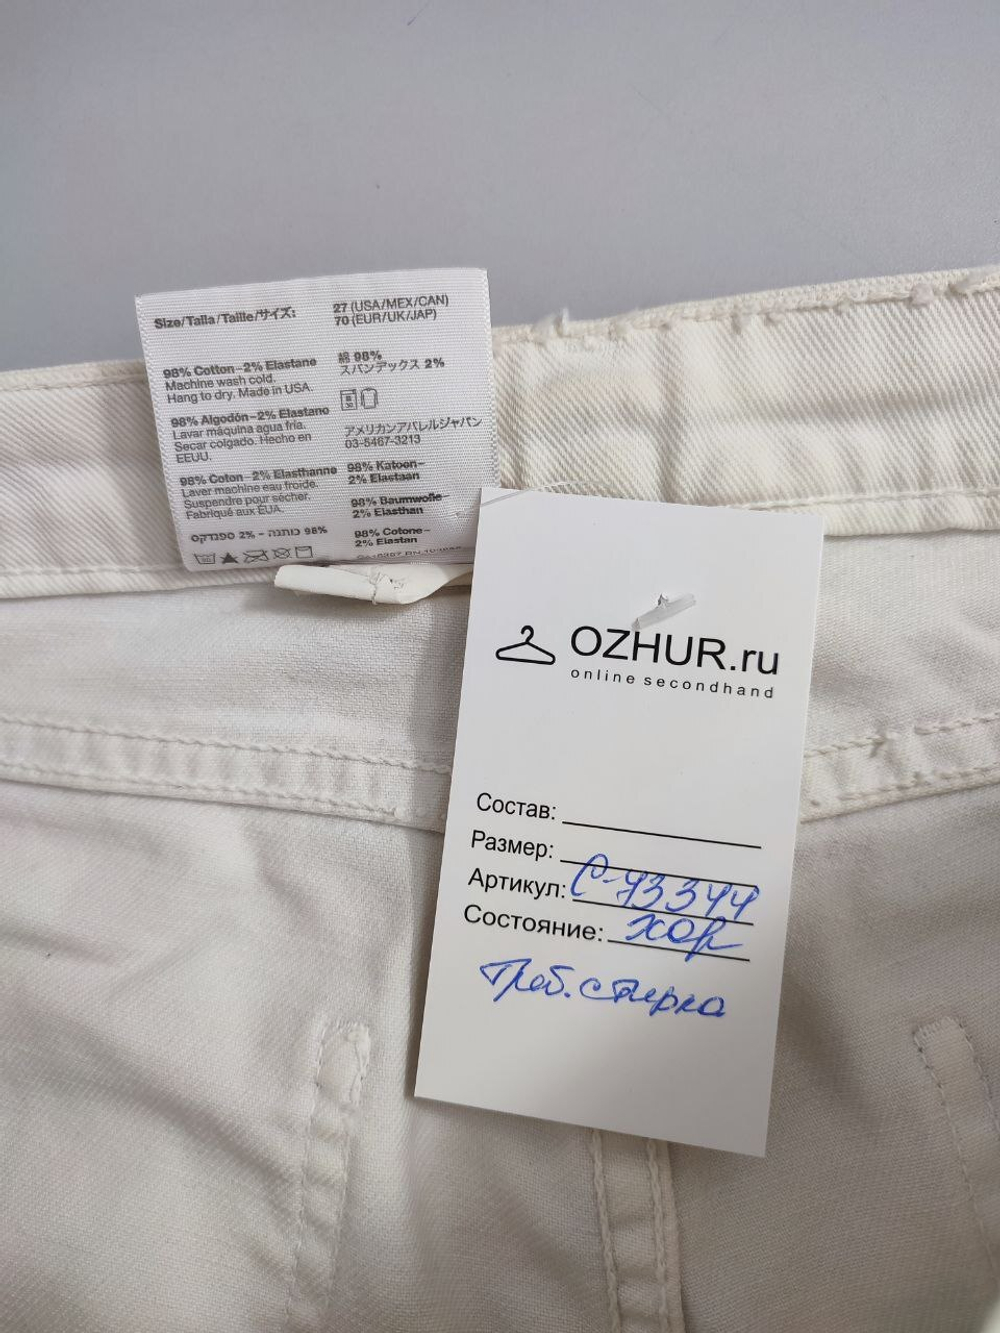 Size/Talla/Taille/サイズ:
27 (USA/MEX/CAN)
70 (EUR/UK/JAP)
98% Cotton–2% Elastane
Machine wash cold.
Hang to dry. Made in USA.
98% Algodón–2% Elastano
Lavar máquina agua fría.
Secar colgado. Hecho en
EEUU.
98% Coton–2% Elasthanne
Laver machine eau froide.
Suspendre pour sécher.
Fabriqué aux EUA.
98% כותנה - 2% ספנדקס
綿 98%
スパンデックス 2%
アメリカンアパレルジャパン
03-5467-3213
98% Katoen–
2% Elastaan
98% Baumwolle–
2% Elasthan
98% Cotone–
2% Elastan
OZHUR.ru
online secondhand
Состав:
Размер:
Артикул: С-93344
Состояние: хор
Треб. стирка